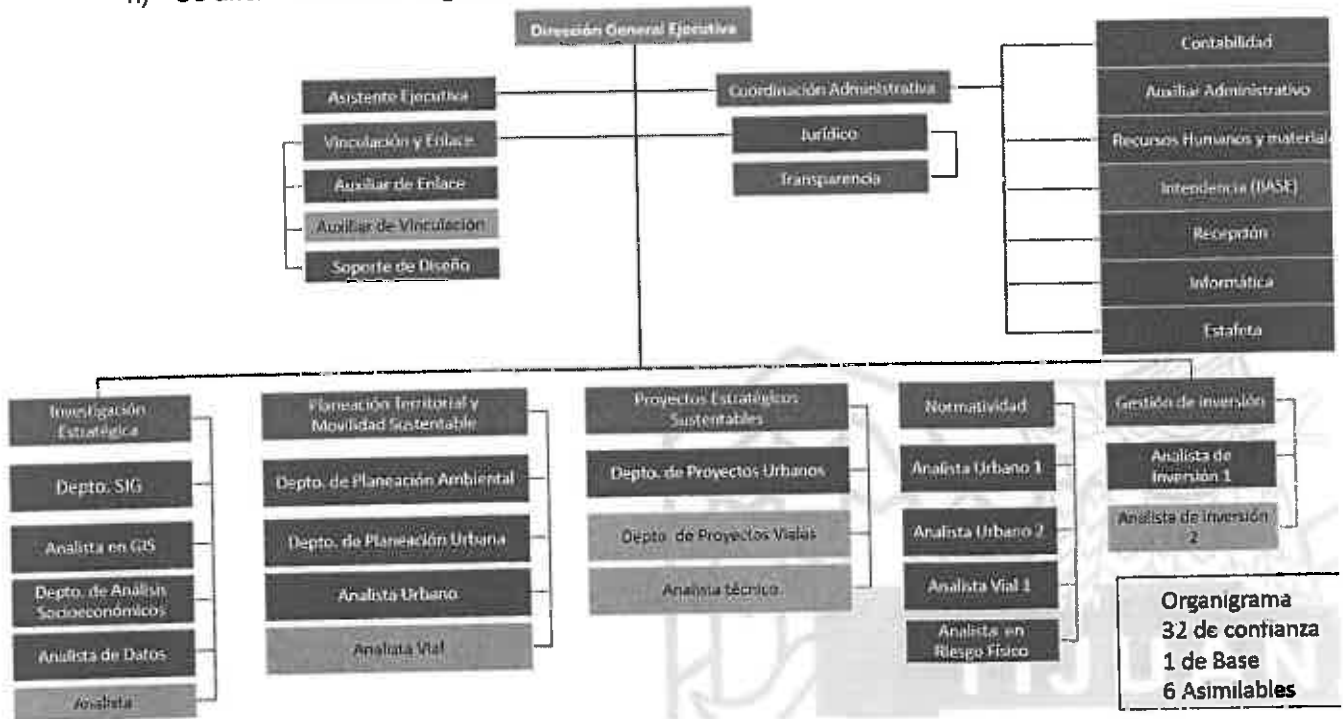 Dirección General Ejecutiva
Asistente Ejecutiva
Vinculación y Enlace
Auxiliar de Enlace
Auxiliar de Vinculación
Soporte de Diseño
Coordinación Administrativa
Jurídico
Transparencia
Contabilidad
Auxiliar Administrativo
Recursos Humanos y material
Intendencia (BASE)
Recepción
Informática
Estafeta
Investigación
Estratégica
Depto. SIG
Analista en GIS
Depto. de Análisis
Socioeconómicos
Analista de Datos
Analista
Planeación Territorial y
Movilidad Sustentable
Depto. de Planeación Ambiental
Depto. de Planeación Urbana
Analista Urbano
Analista Vial
Proyectos Estratégicos
Sustentables
Depto. de Proyectos Urbanos
Depto. de Proyectos Viales
Analista técnico
Normatividad
Analista Urbano 1
Analista Urbano 2
Analista Vial 1
Analista en
Riesgo Físico
Gestión de inversión
Analista de
Inversión 1
Analista de inversión
2
Organigrama
32 de confianza
1 de Base
6 Asimilables
TIJUAN